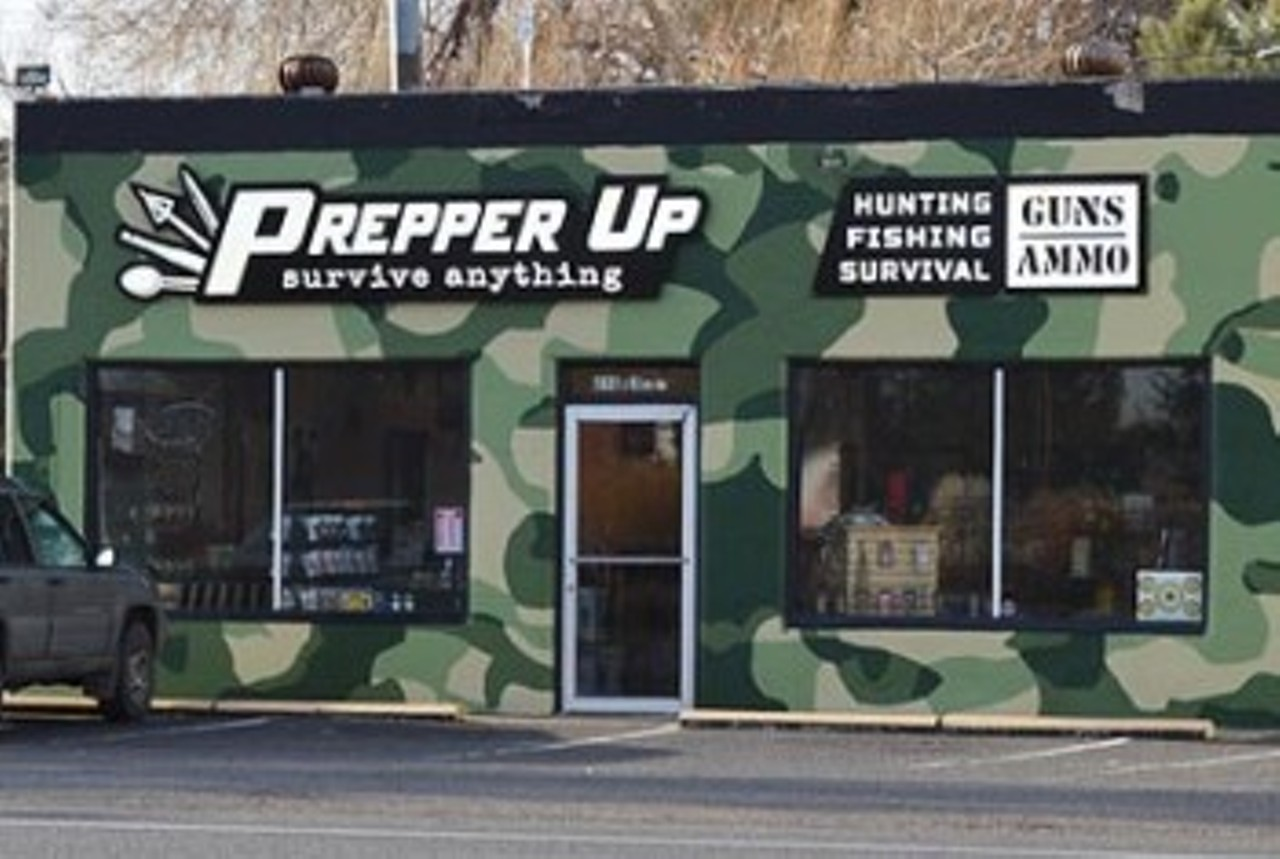 PREPPER UP
survive anything
HUNTING
FISHING
SURVIVAL
GUNS
AMMO